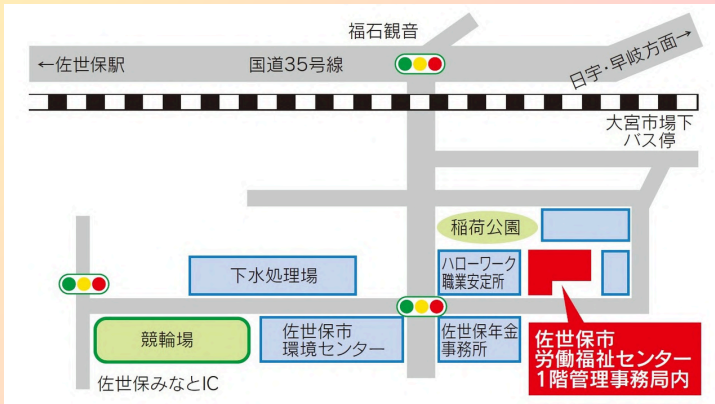 福石観音
←佐世保駅
国道35号線
日宇・早岐方面→
大宮市場下
バス停
稲荷公園
下水処理場
ハローワーク
職業安定所
競輪場
佐世保市
環境センター
佐世保年金
事務所
佐世保市
労働福祉センター
1階管理事務局内
佐世保みなとIC